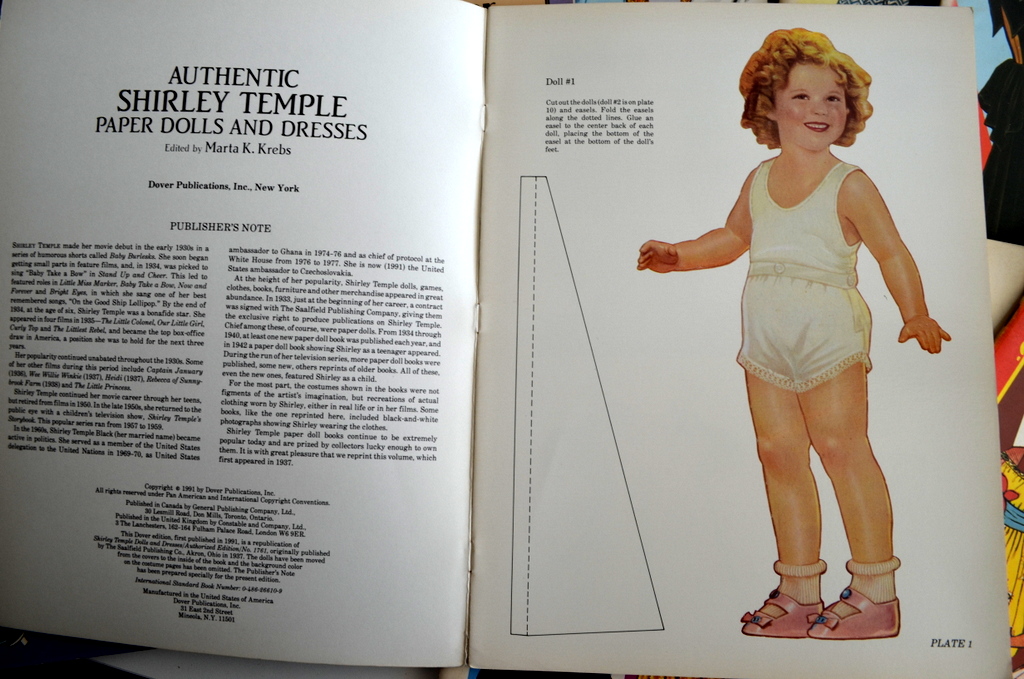 AUTHENTIC
SHIRLEY TEMPLE
PAPER DOLLS AND DRESSES
Edited by Marta K. Krebs
Dover Publications, Inc., New York
PUBLISHER'S NOTE
SHIRLEY TEMPLE made her movie debut in the early 1930s in a
series of humorous shorts called Baby Burlesks. She soon began
getting small parts in feature films, and, in 1934, was picked to
sing "Baby Take a Bow" in Stand Up and Cheer. This led to
featured roles in Little Miss Marker, Baby Take a Bow, Now and
Forever and Bright Eyes, in which she sang one of her best
remembered songs, "On the Good Ship Lollipop." By the end of
1934, at the age of six, Shirley Temple was a bonafide star. She
appeared in four films in 1935—The Little Colonel, Our Little Girl,
Curly Top and The Littlest Rebel, and became the top box-office
draw in America, a position she was to hold for the next three
years.
Her popularity continued unabated throughout the 1930s. Some
of her other films during this period include Captain January
(1936), Wee Willie Winkie (1937), Heidi (1937), Rebecca of Sunny-
brook Farm (1938) and The Little Princess.
Shirley Temple continued her movie career through her teens,
but retired from films in 1950. In the late 1950s, she returned to the
public eye with a children's television show, Shirley Temple's
Storybook. This popular series ran from 1957 to 1959.
In the 1960s, Shirley Temple Black (her married name) became
active in politics. She served as a member of the United States
delegation to the United Nations in 1969–70, as United States
ambassador to Ghana in 1974–76 and as chief of protocol at the
White House from 1976 to 1977. She is now (1991) the United
States ambassador to Czechoslovakia.
At the height of her popularity, Shirley Temple dolls, games,
clothes, books, furniture and other merchandise appeared in great
abundance. In 1933, just at the beginning of her career, a contract
was signed with The Saalfield Publishing Company, giving them
the exclusive right to produce publications on Shirley Temple.
Chief among these, of course, were paper dolls. From 1934 through
1940, at least one new paper doll book was published each year, and
in 1942 a paper doll book showing Shirley as a teenager appeared.
During the run of her television series, more paper doll books were
published, some new, others reprints of older books. All of these,
even the new ones, featured Shirley as a child.
For the most part, the costumes shown in the books were not
figments of the artist's imagination, but recreations of actual
clothing worn by Shirley, either in real life or in her films. Some
books, like the one reprinted here, included black-and-white
photographs showing Shirley wearing the clothes.
Shirley Temple paper doll books continue to be extremely
popular today and are prized by collectors lucky enough to own
them. It is with great pleasure that we reprint this volume, which
first appeared in 1937.
Copyright © 1991 by Dover Publications, Inc.
All rights reserved under Pan American and International Copyright Conventions.
Published in Canada by General Publishing Company, Ltd.,
30 Lesmill Road, Don Mills, Toronto, Ontario.
Published in the United Kingdom by Constable and Company, Ltd.,
3 The Lanchesters, 162–164 Fulham Palace Road, London W6 9ER.
This Dover edition, first published in 1991, is a republication of
Shirley Temple Dolls and Dresses/Authorized Edition/No. 1761, originally published
by The Saalfield Publishing Co., Akron, Ohio in 1937. The dolls have been moved
from the covers to the inside of the book and the background color
on the costume pages has been omitted. The Publisher's Note
has been prepared specially for the present edition.
International Standard Book Number: 0-486-26610-9
Manufactured in the United States of America
Dover Publications, Inc.
31 East 2nd Street
Mineola, N.Y. 11501
Doll #1
Cut out the dolls (doll #2 is on plate
10) and easels. Fold the easels
along the dotted lines. Glue an
easel to the center back of each
doll, placing the bottom of the
easel at the bottom of the doll's
feet.
PLATE 1